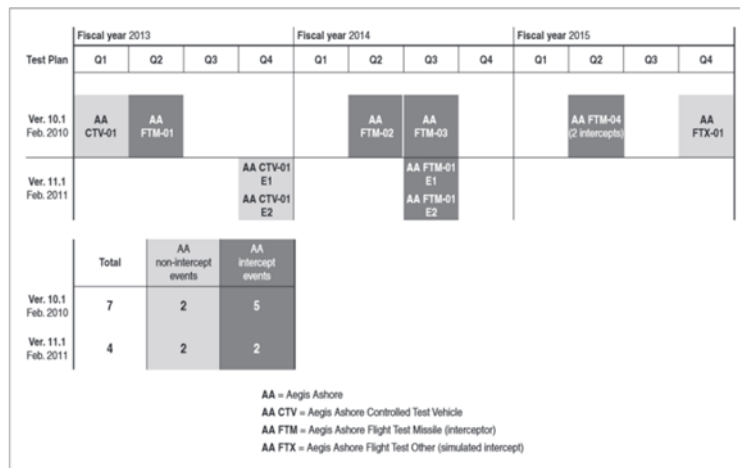 Fiscal year 2013 Fiscal year 2014 Fiscal year 2015
Test Plan Q1 Q2 Q3 Q4 Q1 Q2 Q3 Q4 Q1 Q2 Q3 Q4
Ver. 10.1
Feb. 2010
AA
CTV-01
AA
FTM-01
AA
FTM-02
AA
FTM-03
AA FTM-04
(2 intercepts)
AA
FTX-01
Ver. 11.1
Feb. 2011
AA CTV-01
E1
AA CTV-01
E2
AA FTM-01
E1
AA FTM-01
E2
Total
AA
non-intercept
events
AA
intercept
events
Ver. 10.1
Feb. 2010
7 2 5
Ver. 11.1
Feb. 2011
4 2 2
AA = Aegis Ashore
AA CTV = Aegis Ashore Controlled Test Vehicle
AA FTM = Aegis Ashore Flight Test Missile (interceptor)
AA FTX = Aegis Ashore Flight Test Other (simulated intercept)